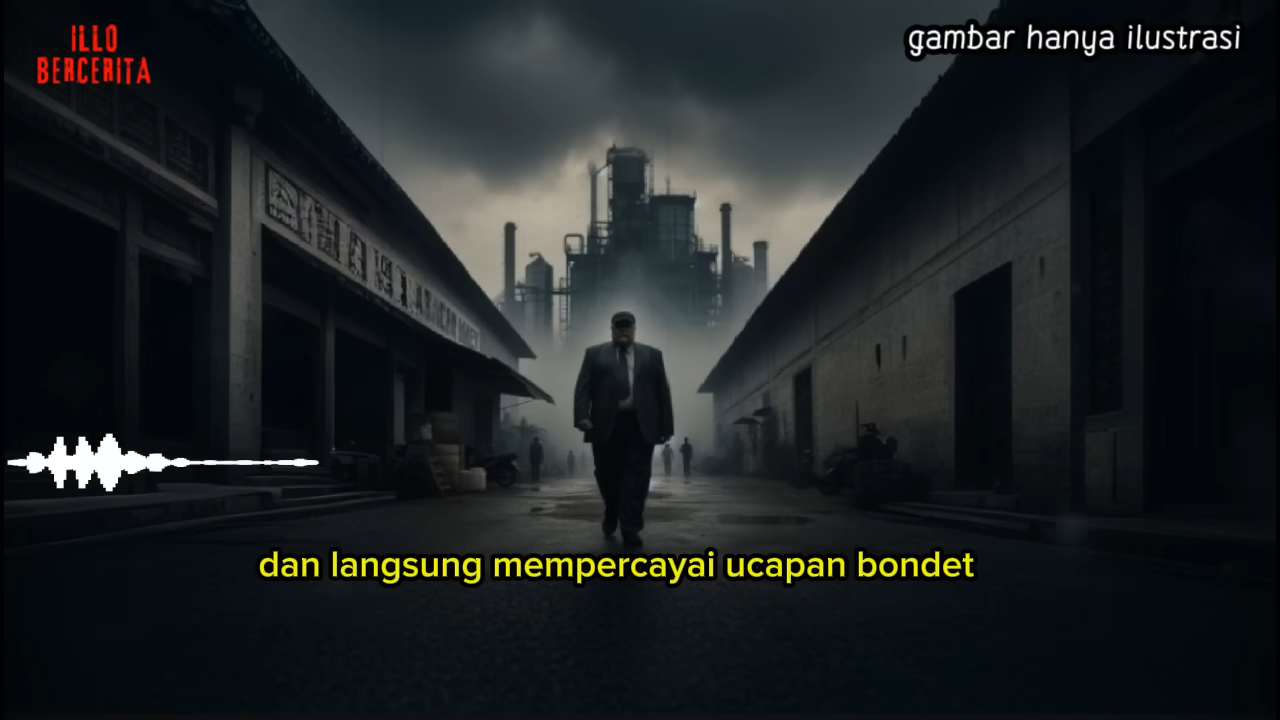 ILLO
BERCERITA
gambar hanya ilustrasi
dan langsung mempercayai ucapan bondet